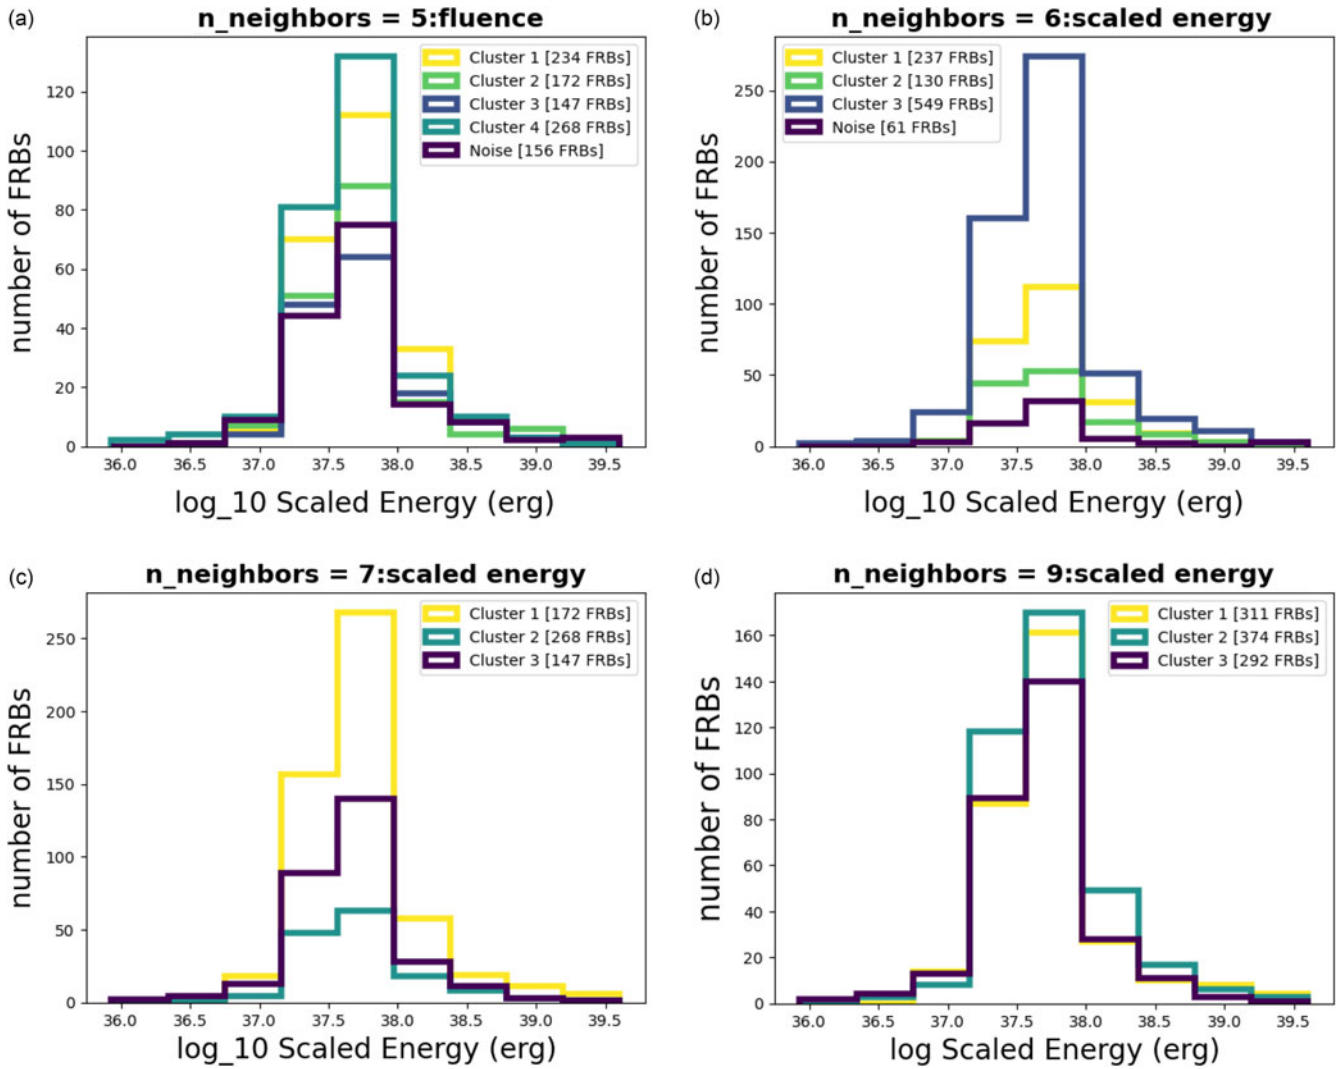 (a)
n_neighbors = 5:fluence
number of FRBs
120
100
80
60
40
20
0
Cluster 1 [234 FRBs]
Cluster 2 [172 FRBs]
Cluster 3 [147 FRBs]
Cluster 4 [268 FRBs]
Noise [156 FRBs]
36.0 36.5 37.0 37.5 38.0 38.5 39.0 39.5
log_10 Scaled Energy (erg)
(b)
n_neighbors = 6:scaled energy
number of FRBs
250
200
150
100
50
0
Cluster 1 [237 FRBs]
Cluster 2 [130 FRBs]
Cluster 3 [549 FRBs]
Noise [61 FRBs]
36.0 36.5 37.0 37.5 38.0 38.5 39.0 39.5
log_10 Scaled Energy (erg)
(c)
n_neighbors = 7:scaled energy
number of FRBs
250
200
150
100
50
0
Cluster 1 [172 FRBs]
Cluster 2 [268 FRBs]
Cluster 3 [147 FRBs]
36.0 36.5 37.0 37.5 38.0 38.5 39.0 39.5
log_10 Scaled Energy (erg)
(d)
n_neighbors = 9:scaled energy
number of FRBs
160
140
120
100
80
60
40
20
0
Cluster 1 [311 FRBs]
Cluster 2 [374 FRBs]
Cluster 3 [292 FRBs]
36.0 36.5 37.0 37.5 38.0 38.5 39.0 39.5
log Scaled Energy (erg)